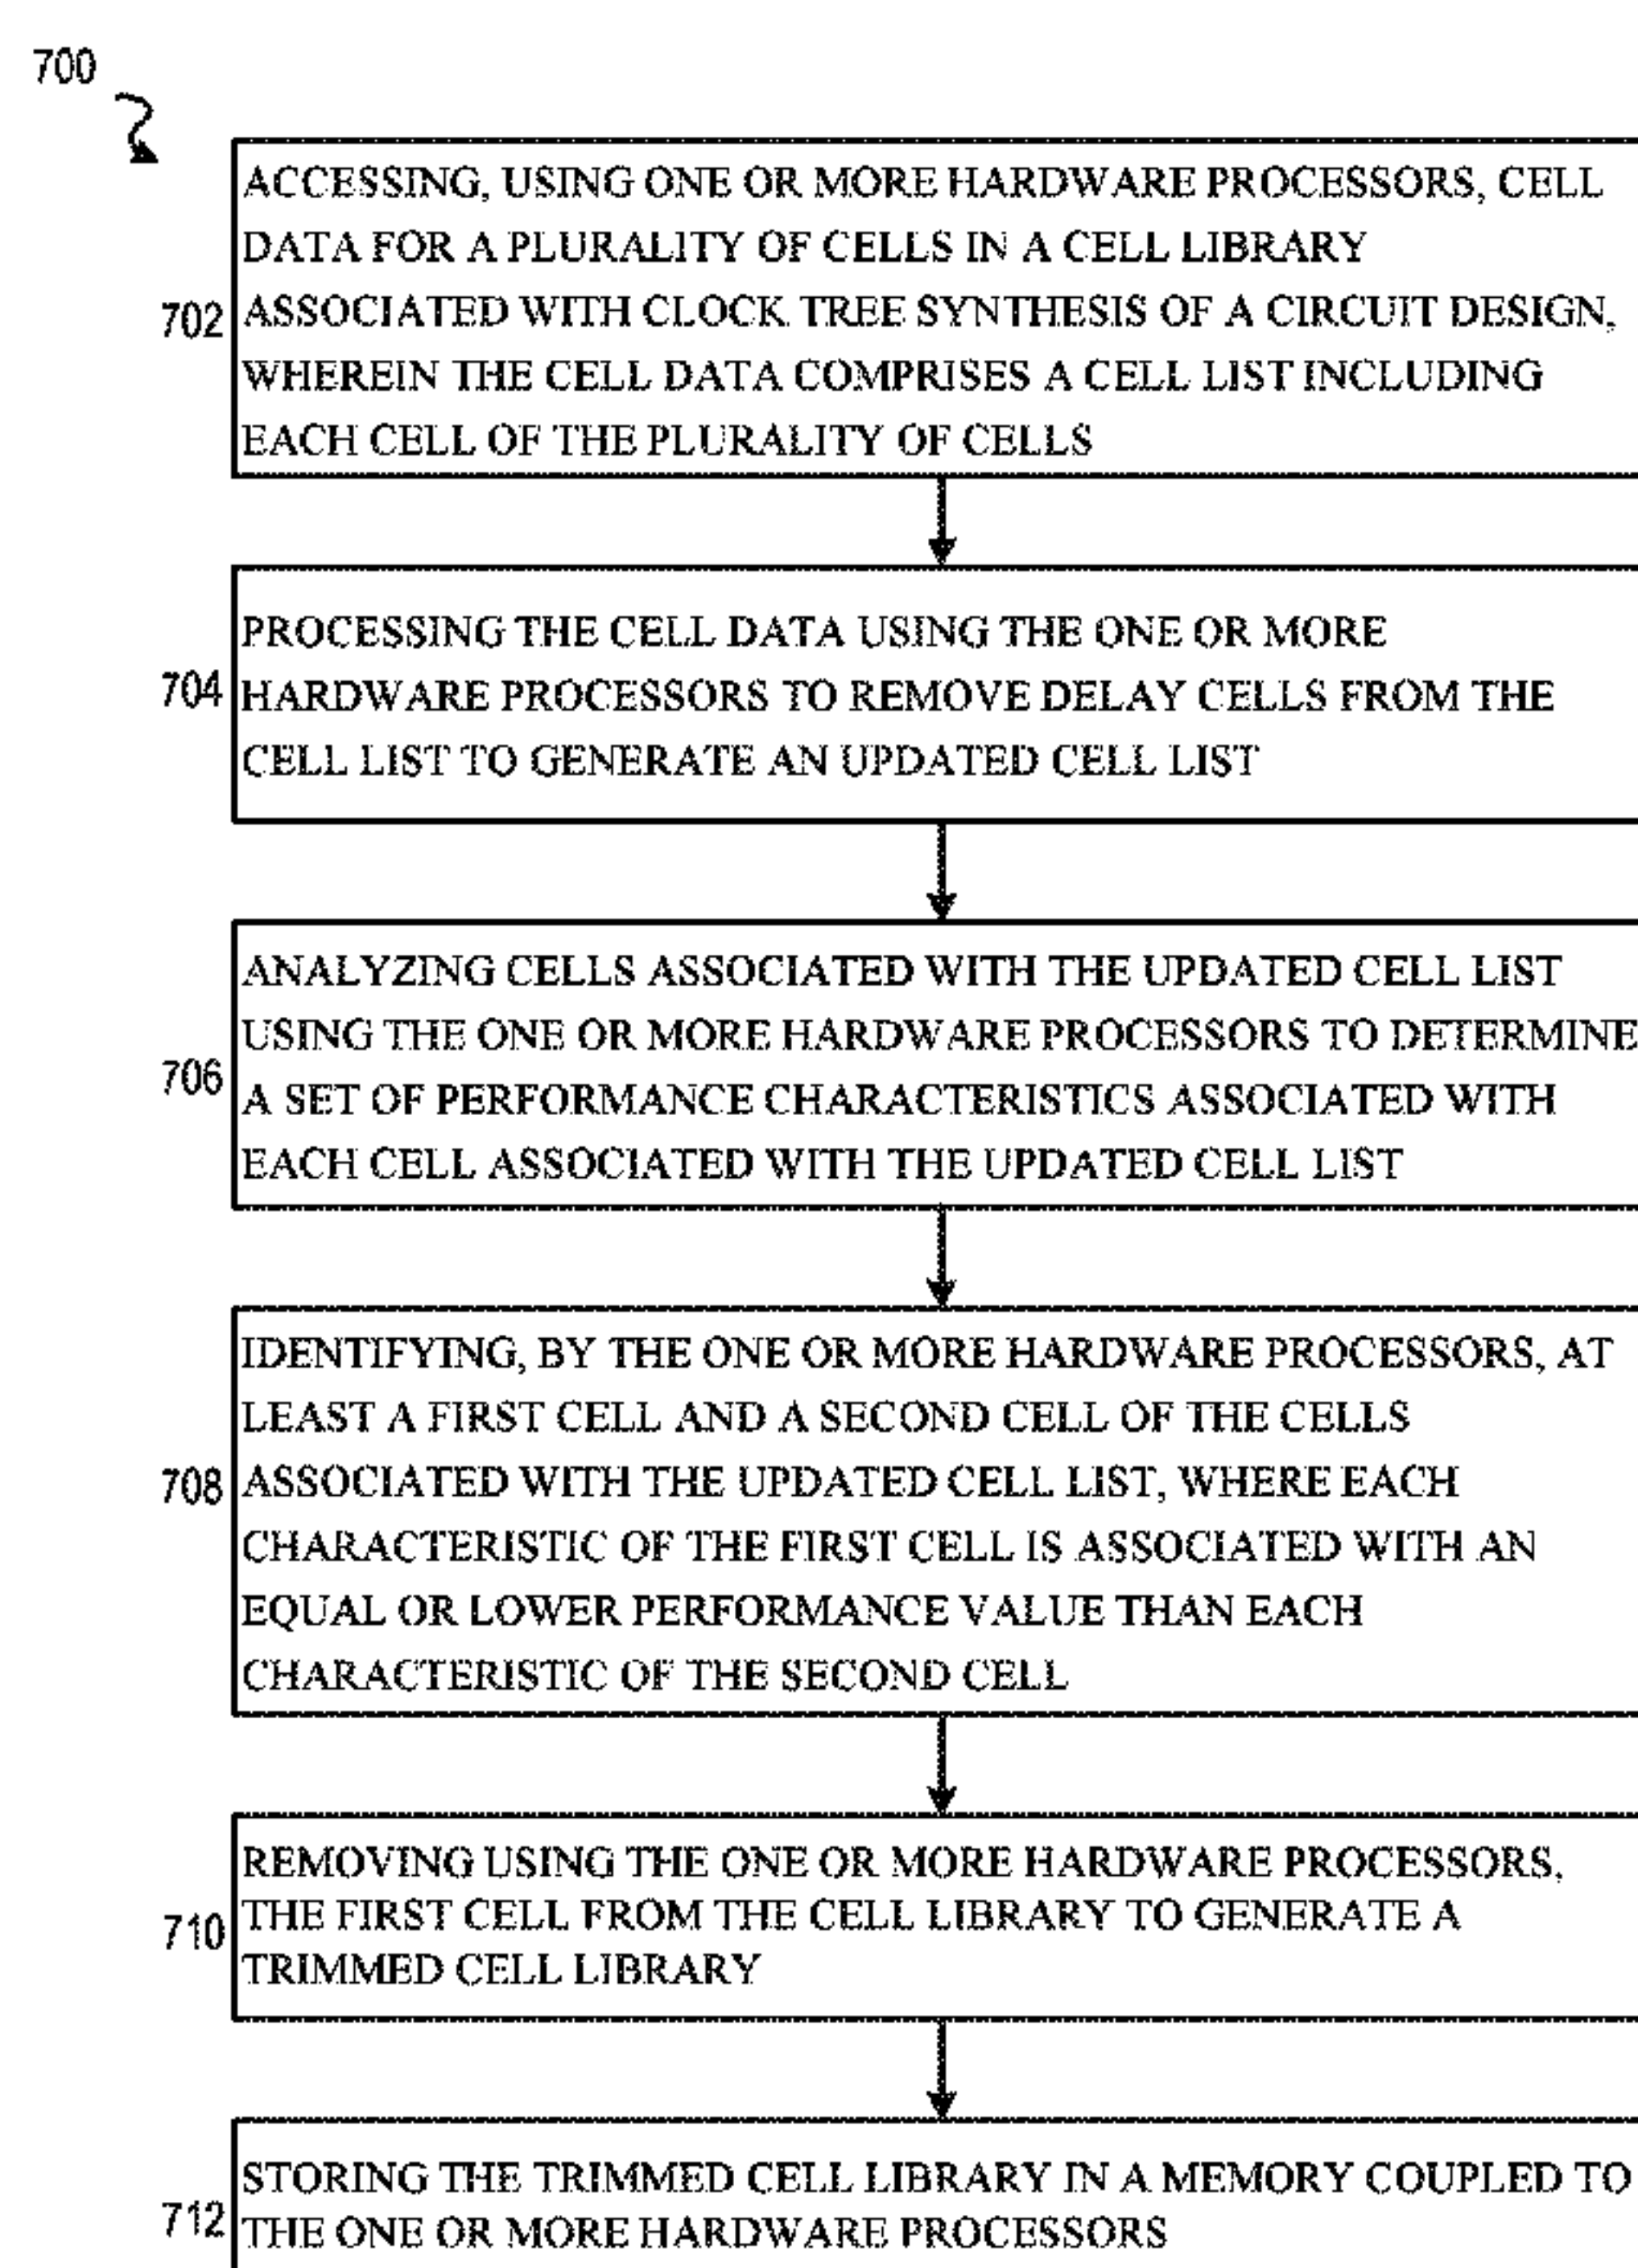 700
ACCESSING, USING ONE OR MORE HARDWARE PROCESSORS, CELL
DATA FOR A PLURALITY OF CELLS IN A CELL LIBRARY
702 ASSOCIATED WITH CLOCK TREE SYNTHESIS OF A CIRCUIT DESIGN,
WHEREIN THE CELL DATA COMPRISES A CELL LIST INCLUDING
EACH CELL OF THE PLURALITY OF CELLS
PROCESSING THE CELL DATA USING THE ONE OR MORE
704 HARDWARE PROCESSORS TO REMOVE DELAY CELLS FROM THE
CELL LIST TO GENERATE AN UPDATED CELL LIST
ANALYZING CELLS ASSOCIATED WITH THE UPDATED CELL LIST
USING THE ONE OR MORE HARDWARE PROCESSORS TO DETERMINE
706 A SET OF PERFORMANCE CHARACTERISTICS ASSOCIATED WITH
EACH CELL ASSOCIATED WITH THE UPDATED CELL LIST
IDENTIFYING, BY THE ONE OR MORE HARDWARE PROCESSORS, AT
LEAST A FIRST CELL AND A SECOND CELL OF THE CELLS
708 ASSOCIATED WITH THE UPDATED CELL LIST, WHERE EACH
CHARACTERISTIC OF THE FIRST CELL IS ASSOCIATED WITH AN
EQUAL OR LOWER PERFORMANCE VALUE THAN EACH
CHARACTERISTIC OF THE SECOND CELL
REMOVING USING THE ONE OR MORE HARDWARE PROCESSORS,
710 THE FIRST CELL FROM THE CELL LIBRARY TO GENERATE A
TRIMMED CELL LIBRARY
STORING THE TRIMMED CELL LIBRARY IN A MEMORY COUPLED TO
712 THE ONE OR MORE HARDWARE PROCESSORS